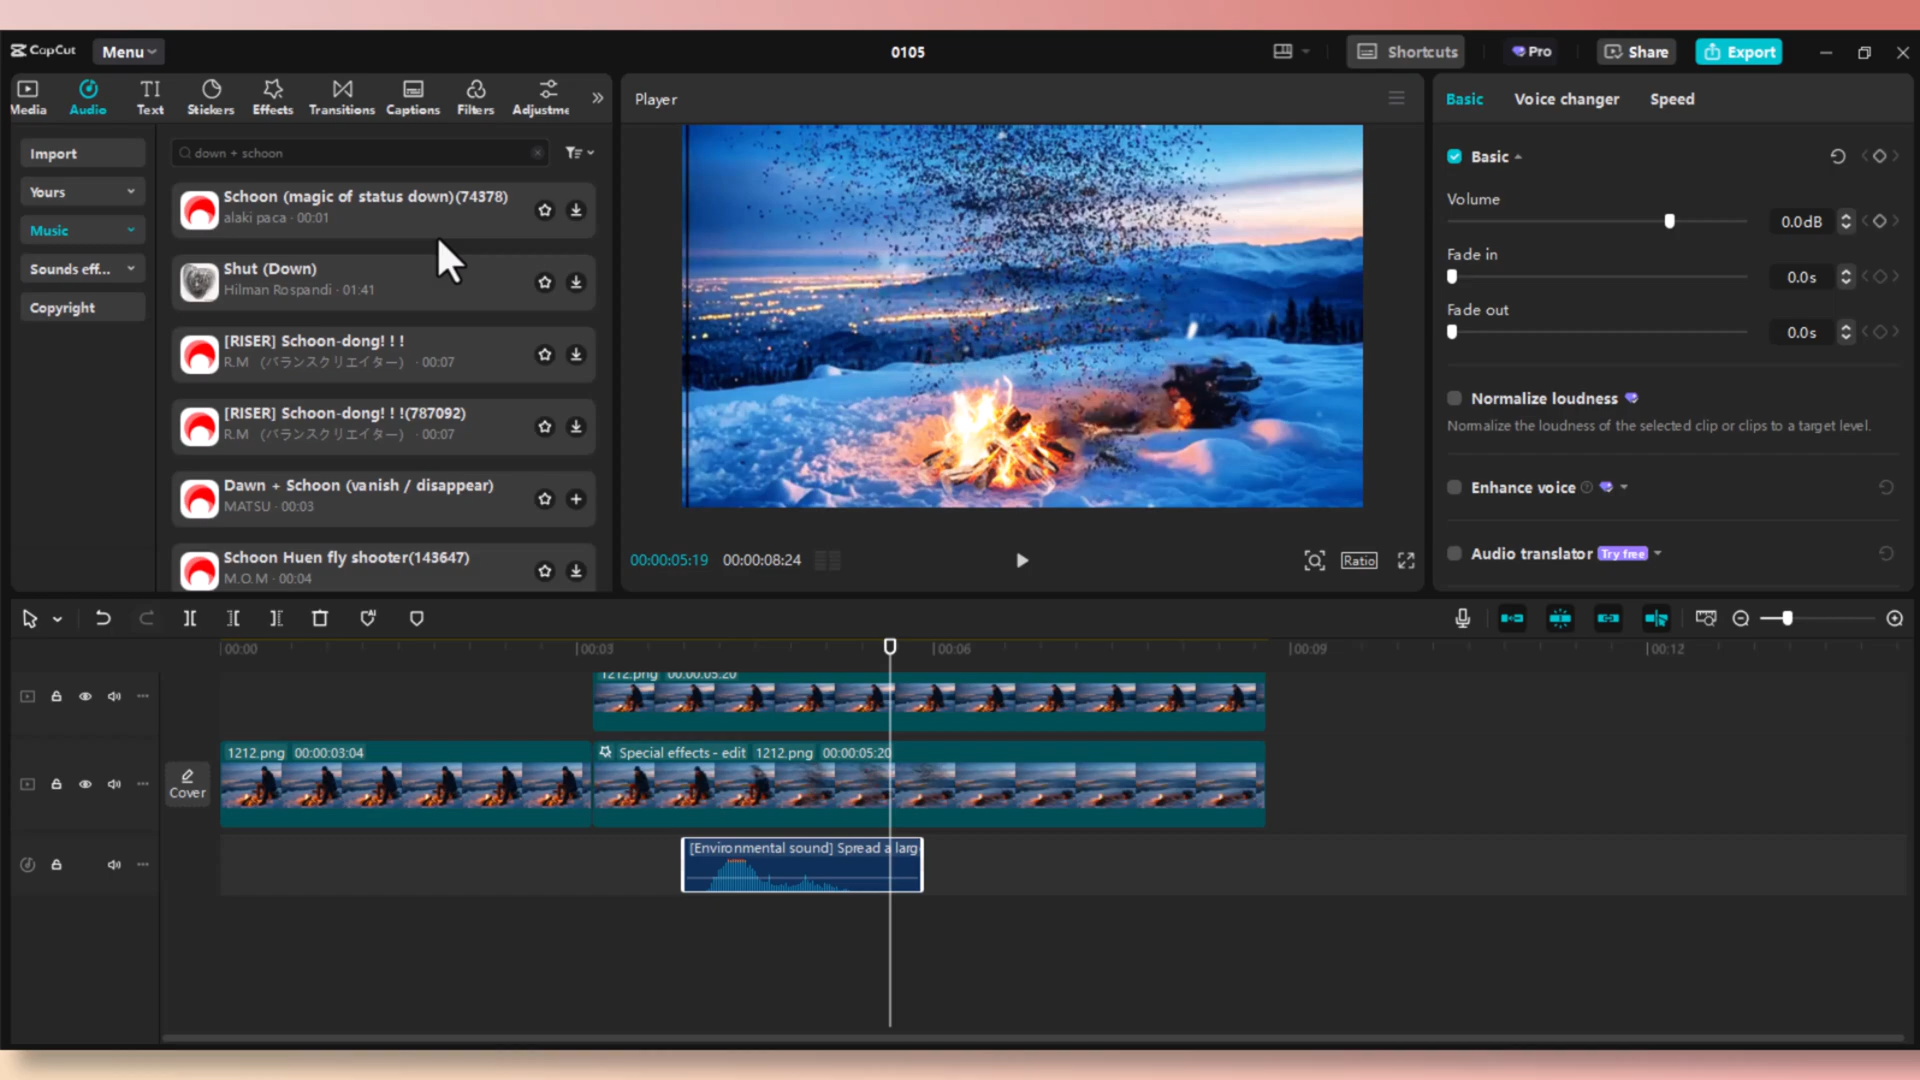 CapCut
Menu
0105
Shortcuts
Pro
Share
Export
Media
Audio
Text
Stickers
Effects
Transitions
Captions
Filters
Adjustme
Import
Yours
Music
Sounds eff...
Copyright
down + schoon
Schoon (magic of status down)(74378)
alaki paca · 00:01
Shut (Down)
Hilman Rospandi · 01:41
[RISER] Schoon-dong! ! !
R.M （バランスクリエイター） · 00:07
[RISER] Schoon-dong! ! !(787092)
R.M （バランスクリエイター） · 00:07
Dawn + Schoon (vanish / disappear)
MATSU · 00:03
Schoon Huen fly shooter(143647)
M.O.M · 00:04
Player
00:00:05:19 00:00:08:24
Ratio
Basic
Voice changer
Speed
Basic
Volume
0.0dB
Fade in
0.0s
Fade out
0.0s
Normalize loudness
Normalize the loudness of the selected clip or clips to a target level.
Enhance voice
Audio translator Try free
00:00
00:03
00:06
00:09
00:12
1212.png 00:00:05:20
Cover
1212.png 00:00:03:04
Special effects - edit 1212.png 00:00:05:20
[Environmental sound] Spread a larg